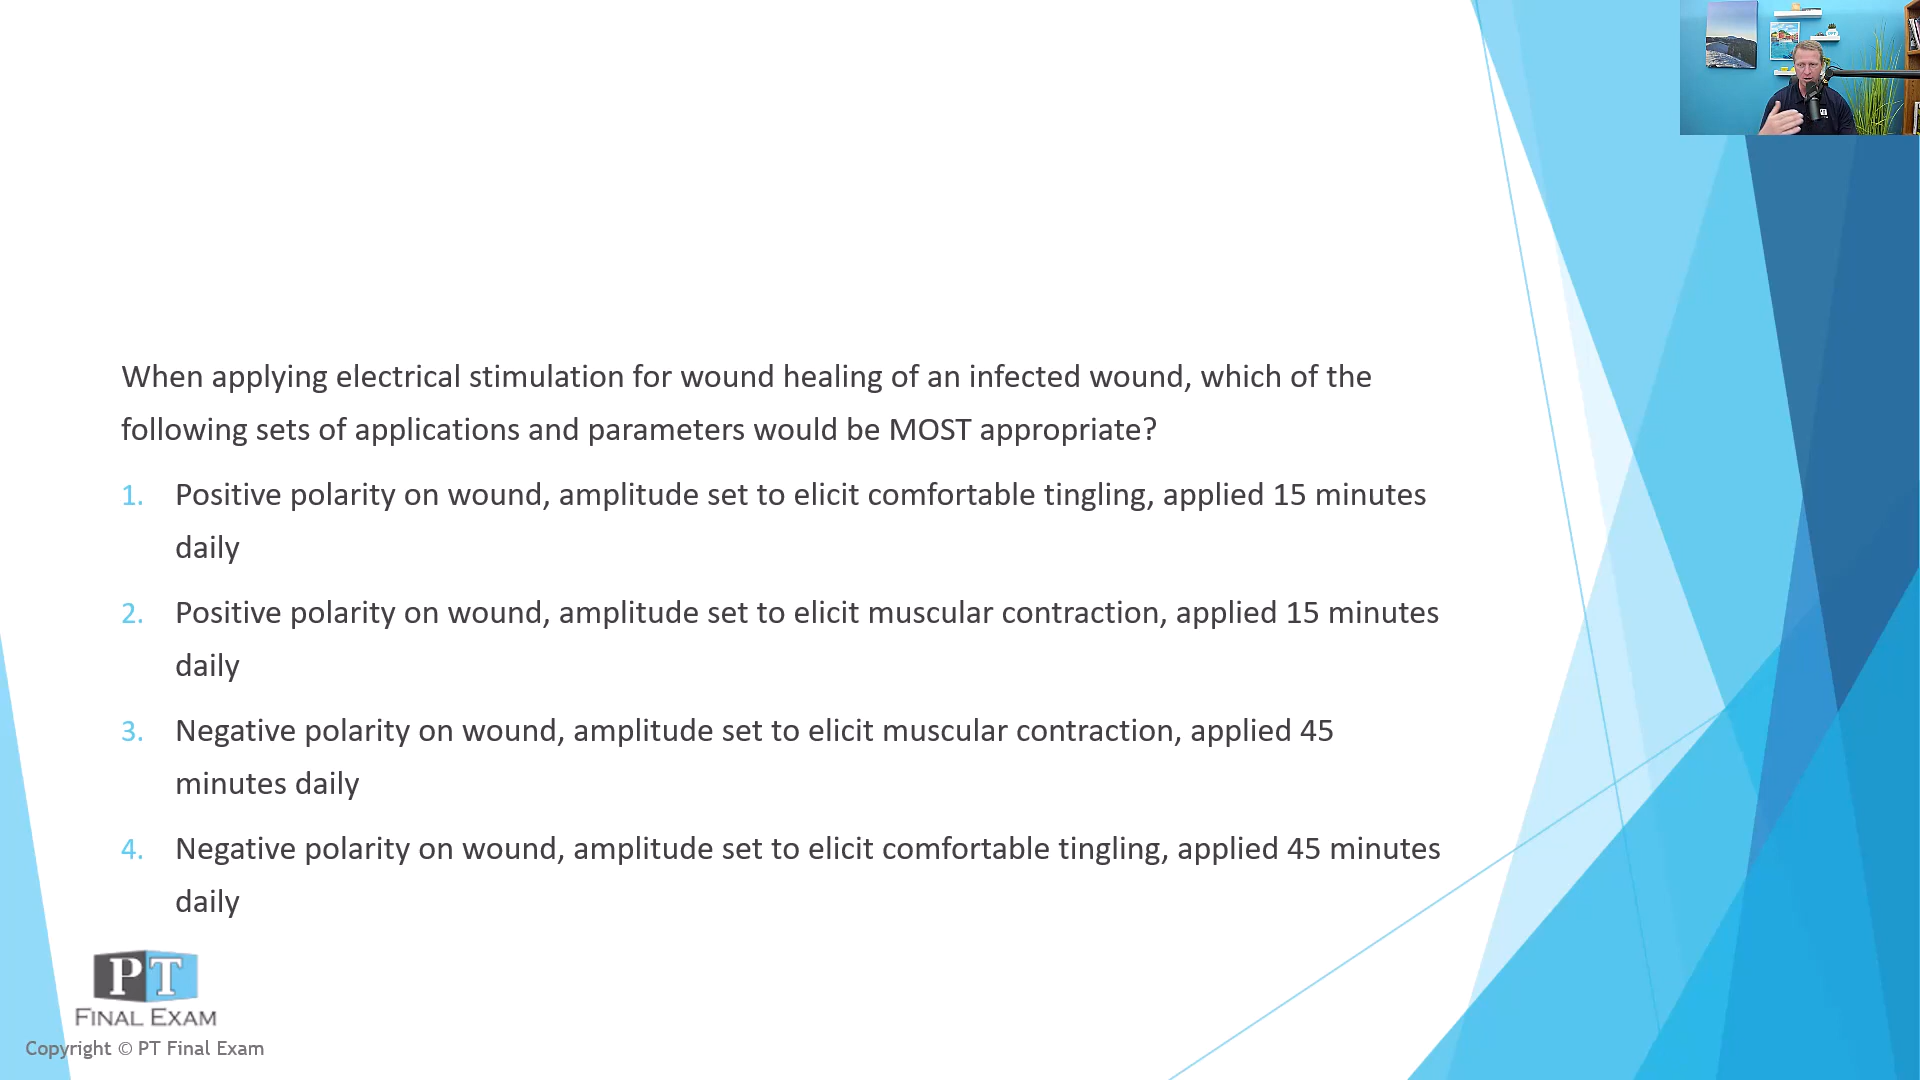 When applying electrical stimulation for wound healing of an infected wound, which of the
following sets of applications and parameters would be MOST appropriate?
1. Positive polarity on wound, amplitude set to elicit comfortable tingling, applied 15 minutes
daily
2. Positive polarity on wound, amplitude set to elicit muscular contraction, applied 15 minutes
daily
3. Negative polarity on wound, amplitude set to elicit muscular contraction, applied 45
minutes daily
4. Negative polarity on wound, amplitude set to elicit comfortable tingling, applied 45 minutes
daily
PT
FINAL EXAM
Copyright © PT Final Exam